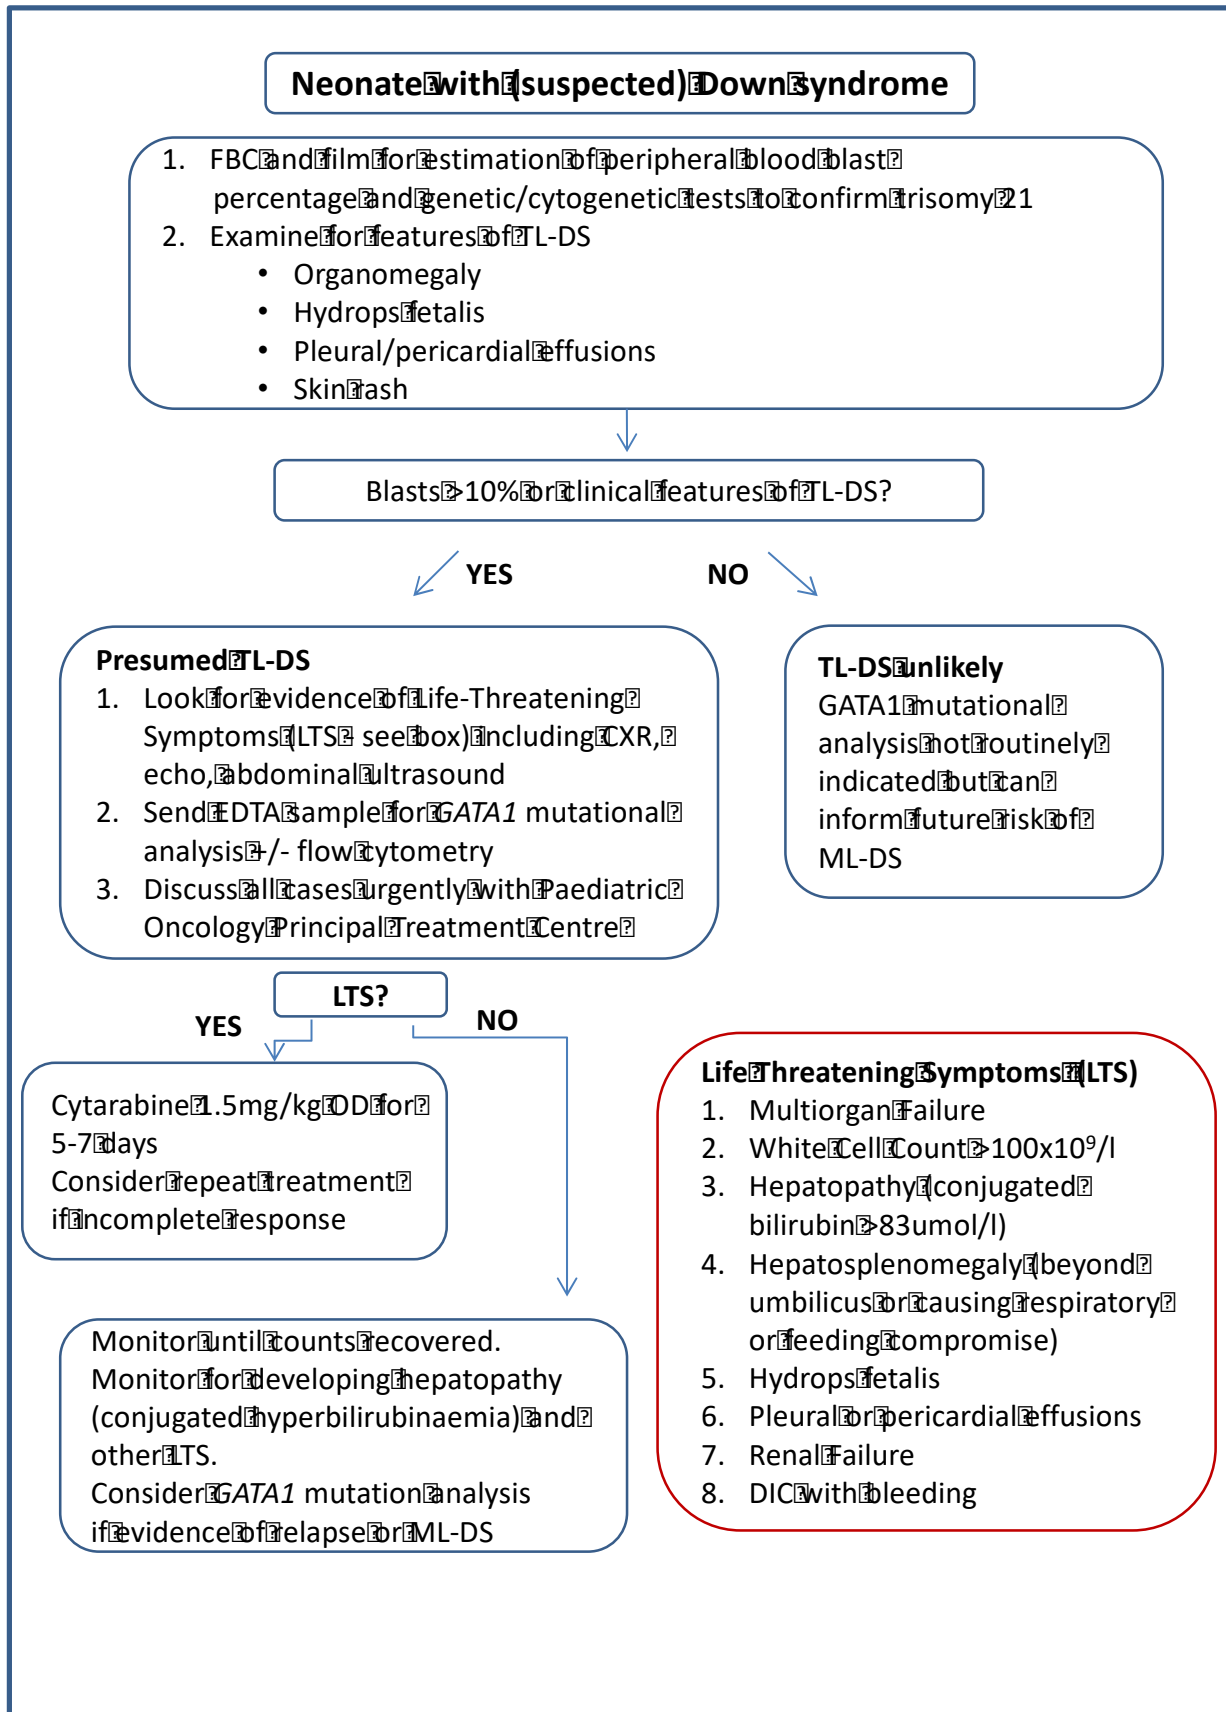 Neonate with (suspected) Down syndrome
1. FBC and film for estimation of peripheral blood blast
percentage and genetic/cytogenetic tests to confirm trisomy 21
2. Examine for features of TL-DS
• Organomegaly
• Hydrops fetalis
• Pleural/pericardial effusions
• Skin rash
Blasts >10% or clinical features of TL-DS?
YES
NO
Presumed TL-DS
1. Look for evidence of Life-Threatening
Symptoms (LTS - see box) including CXR,
echo, abdominal ultrasound
2. Send EDTA sample for GATA1 mutational
analysis +/- flow cytometry
3. Discuss all cases urgently with Paediatric
Oncology Principal Treatment Centre
TL-DS unlikely
GATA1 mutational
analysis not routinely
indicated but can
inform future risk of
ML-DS
LTS?
YES
NO
Cytarabine 1.5mg/kg OD for
5-7 days
Consider repeat treatment
if incomplete response
Monitor until counts recovered.
Monitor for developing hepatopathy
(conjugated hyperbilirubinaemia) and
other LTS.
Consider GATA1 mutation analysis
if evidence of relapse or ML-DS
Life Threatening Symptoms (LTS)
1. Multiorgan Failure
2. White Cell Count >100x10⁹/l
3. Hepatopathy (conjugated
bilirubin >83umol/l)
4. Hepatosplenomegaly (beyond
umbilicus or causing respiratory
or feeding compromise)
5. Hydrops fetalis
6. Pleural or pericardial effusions
7. Renal Failure
8. DIC with bleeding